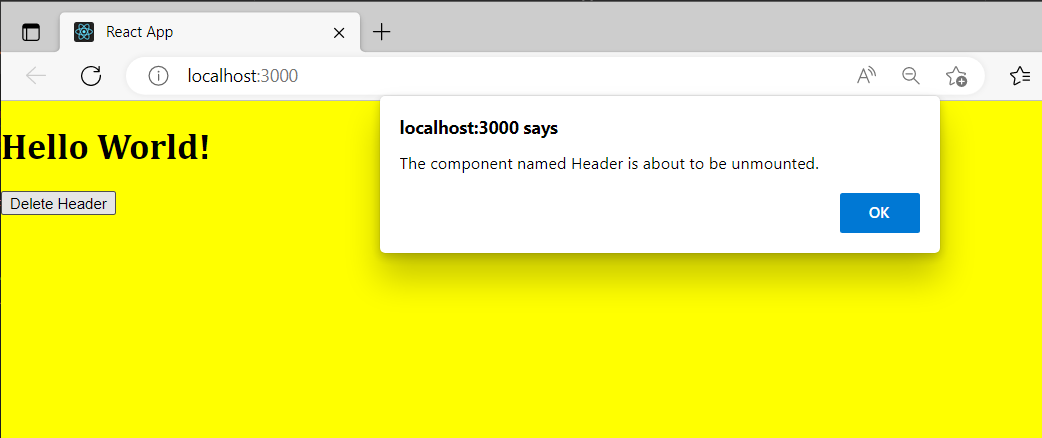 React App
localhost:3000
localhost:3000 says
The component named Header is about to be unmounted.
OK
Hello World!
Delete Header